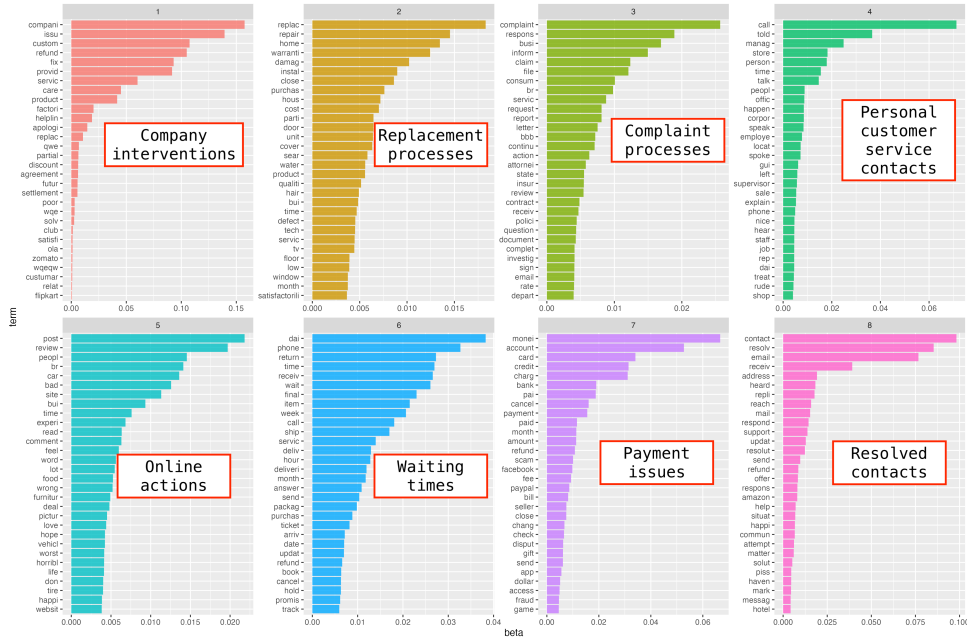 1
compani
issu
custom
refund
fix
provid
servic
care
product
factori
helplin
apologi
replac
qwe
partial
discount
agreement
futur
settlement
poor
wqe
solv
club
satisfi
ola
zomato
wqeqw
custumar
relat
flipkart
Company
interventions
0.00 0.05 0.10 0.15
2
replac
repair
home
warranti
damag
instal
close
purchas
hous
cost
parti
door
unit
cover
sear
water
product
qualiti
hair
bui
time
defect
tech
servic
tv
floor
low
window
month
satisfactorili
Replacement
processes
0.000 0.005 0.010 0.015
3
complaint
respons
busi
inform
claim
file
consum
br
servic
request
report
letter
bbb
continu
action
attornei
state
insur
review
contract
receiv
polici
question
document
complet
investig
sign
email
rate
depart
Complaint
processes
0.00 0.01 0.02
4
call
told
manag
store
person
time
talk
peopl
offic
happen
corpor
speak
employe
locat
spoke
gui
left
supervisor
sale
explain
phone
nice
hear
staff
job
rep
dai
treat
rude
shop
Personal
customer
service
contacts
0.00 0.02 0.04 0.06
term
5
post
review
peopl
br
car
bad
site
bui
time
experi
read
comment
feel
word
lot
food
wrong
furnitur
deal
pictur
love
hope
vehicl
worst
horribl
life
don
tire
happi
websit
Online
actions
0.000 0.005 0.010 0.015 0.020
6
dai
phone
return
time
receiv
wait
final
item
week
call
ship
servic
deliv
hour
deliveri
month
answer
send
packag
purchas
ticket
arriv
date
updat
refund
book
cancel
hold
promis
track
Waiting
times
0.00 0.01 0.02 0.03 0.04
7
monei
account
card
credit
charg
bank
pai
cancel
payment
paid
month
amount
refund
scam
facebook
fee
paypal
bill
seller
close
chang
check
disput
gift
send
app
dollar
access
fraud
game
Payment
issues
0.00 0.02 0.04 0.06
8
contact
resolv
email
receiv
address
heard
repli
reach
mail
respond
support
updat
resolut
send
refund
offer
respons
amazon
help
situat
happi
commun
attempt
matter
solut
piss
haven
mark
messag
hotel
Resolved
contacts
0.000 0.025 0.050 0.075 0.100
beta